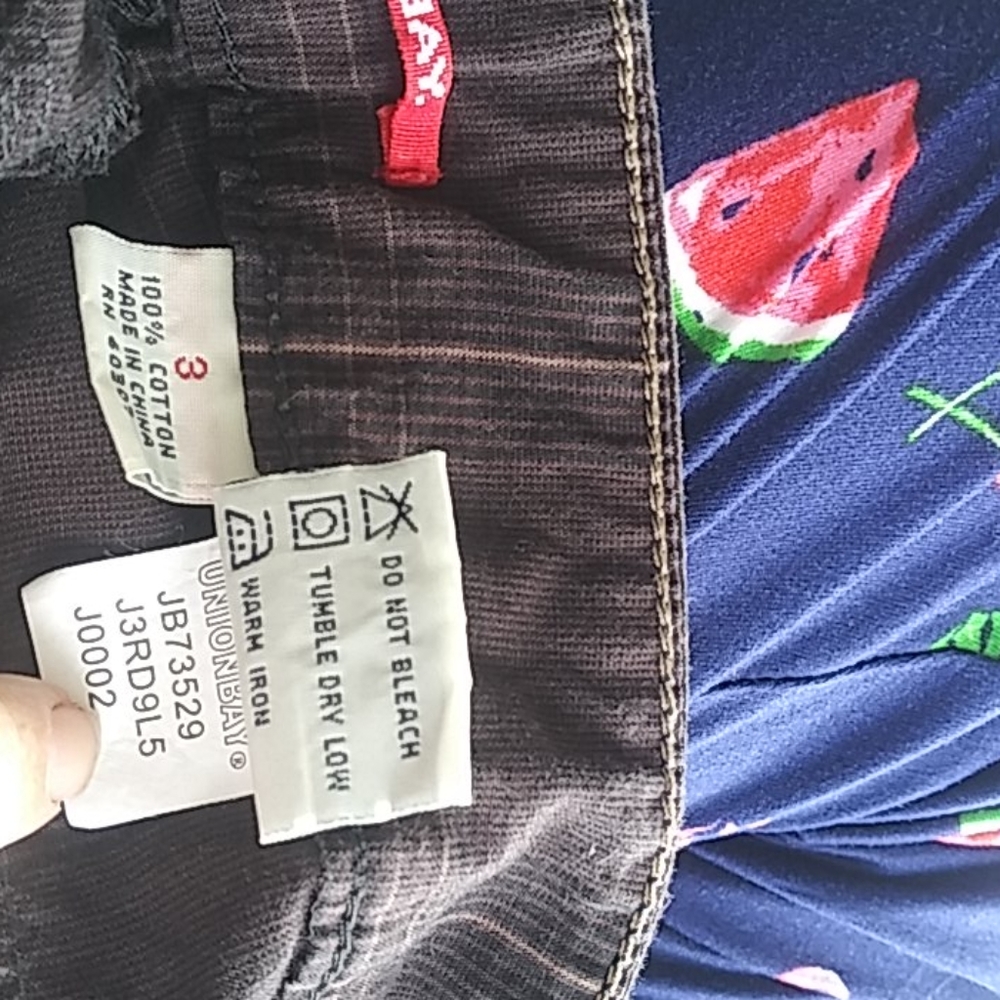 BAY.
3
100% COTTON
MADE IN CHINA
RN
DO NOT BLEACH
TUMBLE DRY LOW
WARM IRON
UNIONBAY®
JB73529
J3RD9L5
J0002